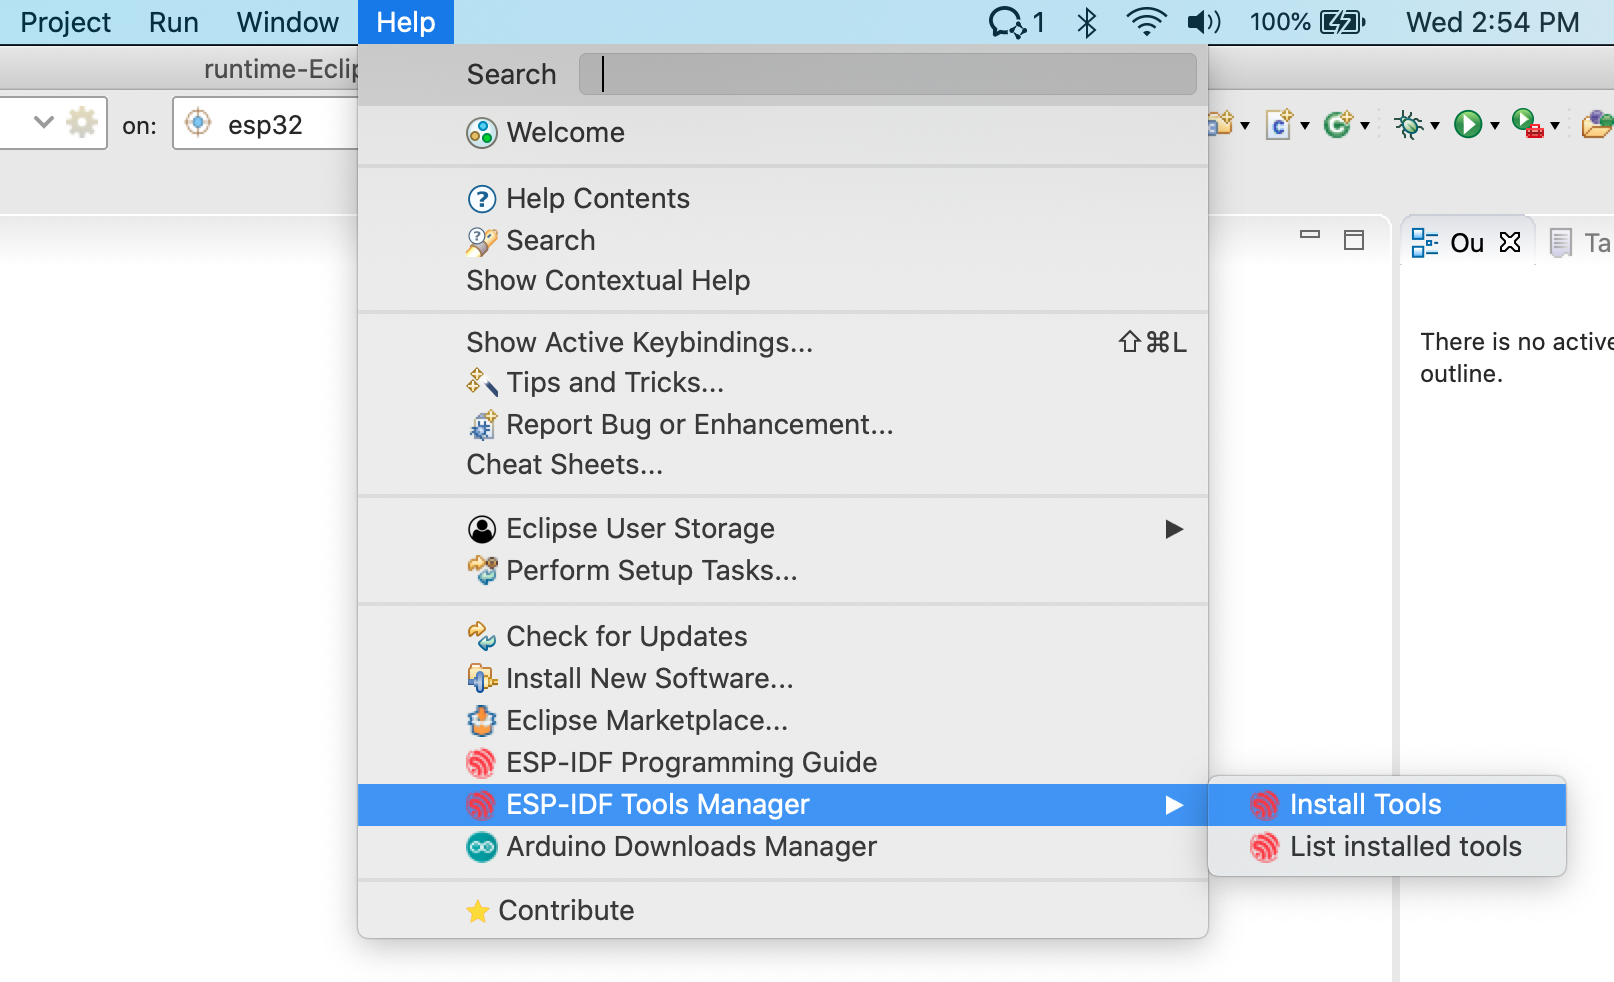 Project Run Window Help 1 100% Wed 2:54 PM
runtime-Eclip
Search
on: esp32
Welcome
Help Contents
Search
Show Contextual Help
Ou Ta
Show Active Keybindings... ⇧⌘L
Tips and Tricks...
Report Bug or Enhancement...
Cheat Sheets...
There is no active
outline.
Eclipse User Storage
Perform Setup Tasks...
Check for Updates
Install New Software...
Eclipse Marketplace...
ESP-IDF Programming Guide
ESP-IDF Tools Manager
Install Tools
List installed tools
Arduino Downloads Manager
Contribute